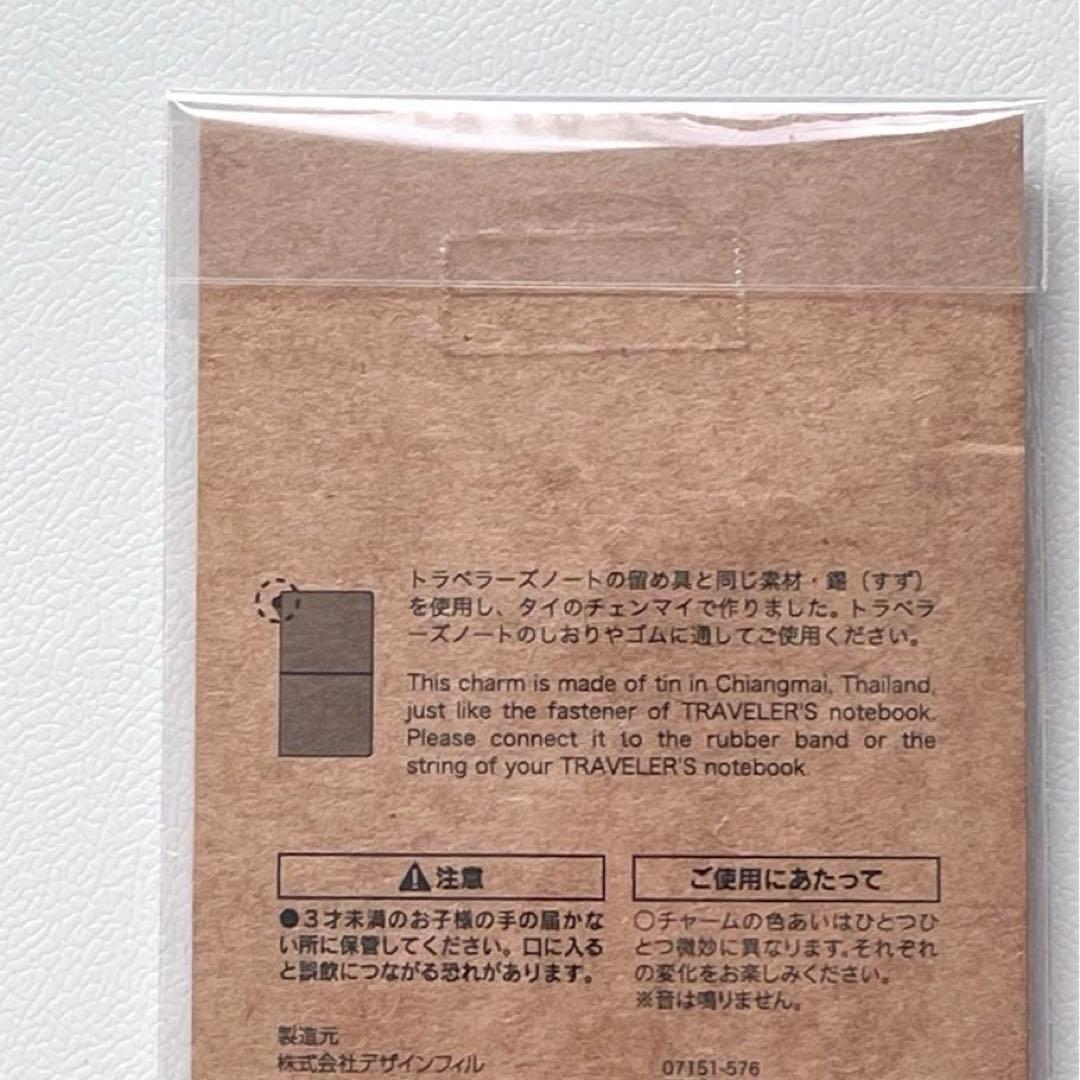 トラベラーズノートの留め具と同じ素材・錫（すず）
を使用し、タイのチェンマイで作りました。トラベラ
ーズノートのしおりやゴムに通してご使用ください。
This charm is made of tin in Chiangmai, Thailand,
just like the fastener of TRAVELER'S notebook.
Please connect it to the rubber band or the
string of your TRAVELER'S notebook.
注意
●3才未満のお子様の手の届かな
い所に保管してください。口に入る
と誤飲につながる恐れがあります。
ご使用にあたって
○チャームの色あいはひとつひ
とつ微妙に異なります。それぞれ
の変化をお楽しみください。
※音は鳴りません。
製造元
株式会社デザインフィル
07151-576